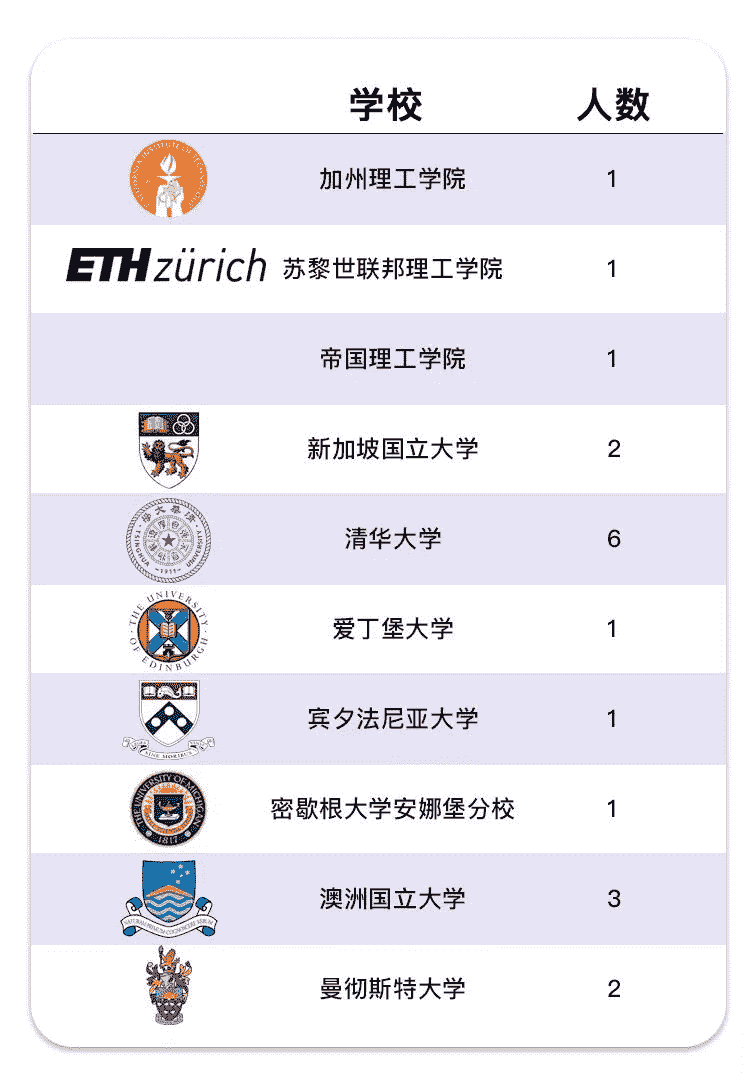 学校 人数
加州理工学院 1
ETH zürich 苏黎世联邦理工学院 1
帝国理工学院 1
新加坡国立大学 2
清华大学 6
TSINGHUA UNIVERSITY
-1911-
THE UNIVERSITY OF EDINBURGH
爱丁堡大学 1
宾夕法尼亚大学 1
THE UNIVERSITY OF MICHIGAN
1817
密歇根大学安娜堡分校 1
澳洲国立大学 3
曼彻斯特大学 2